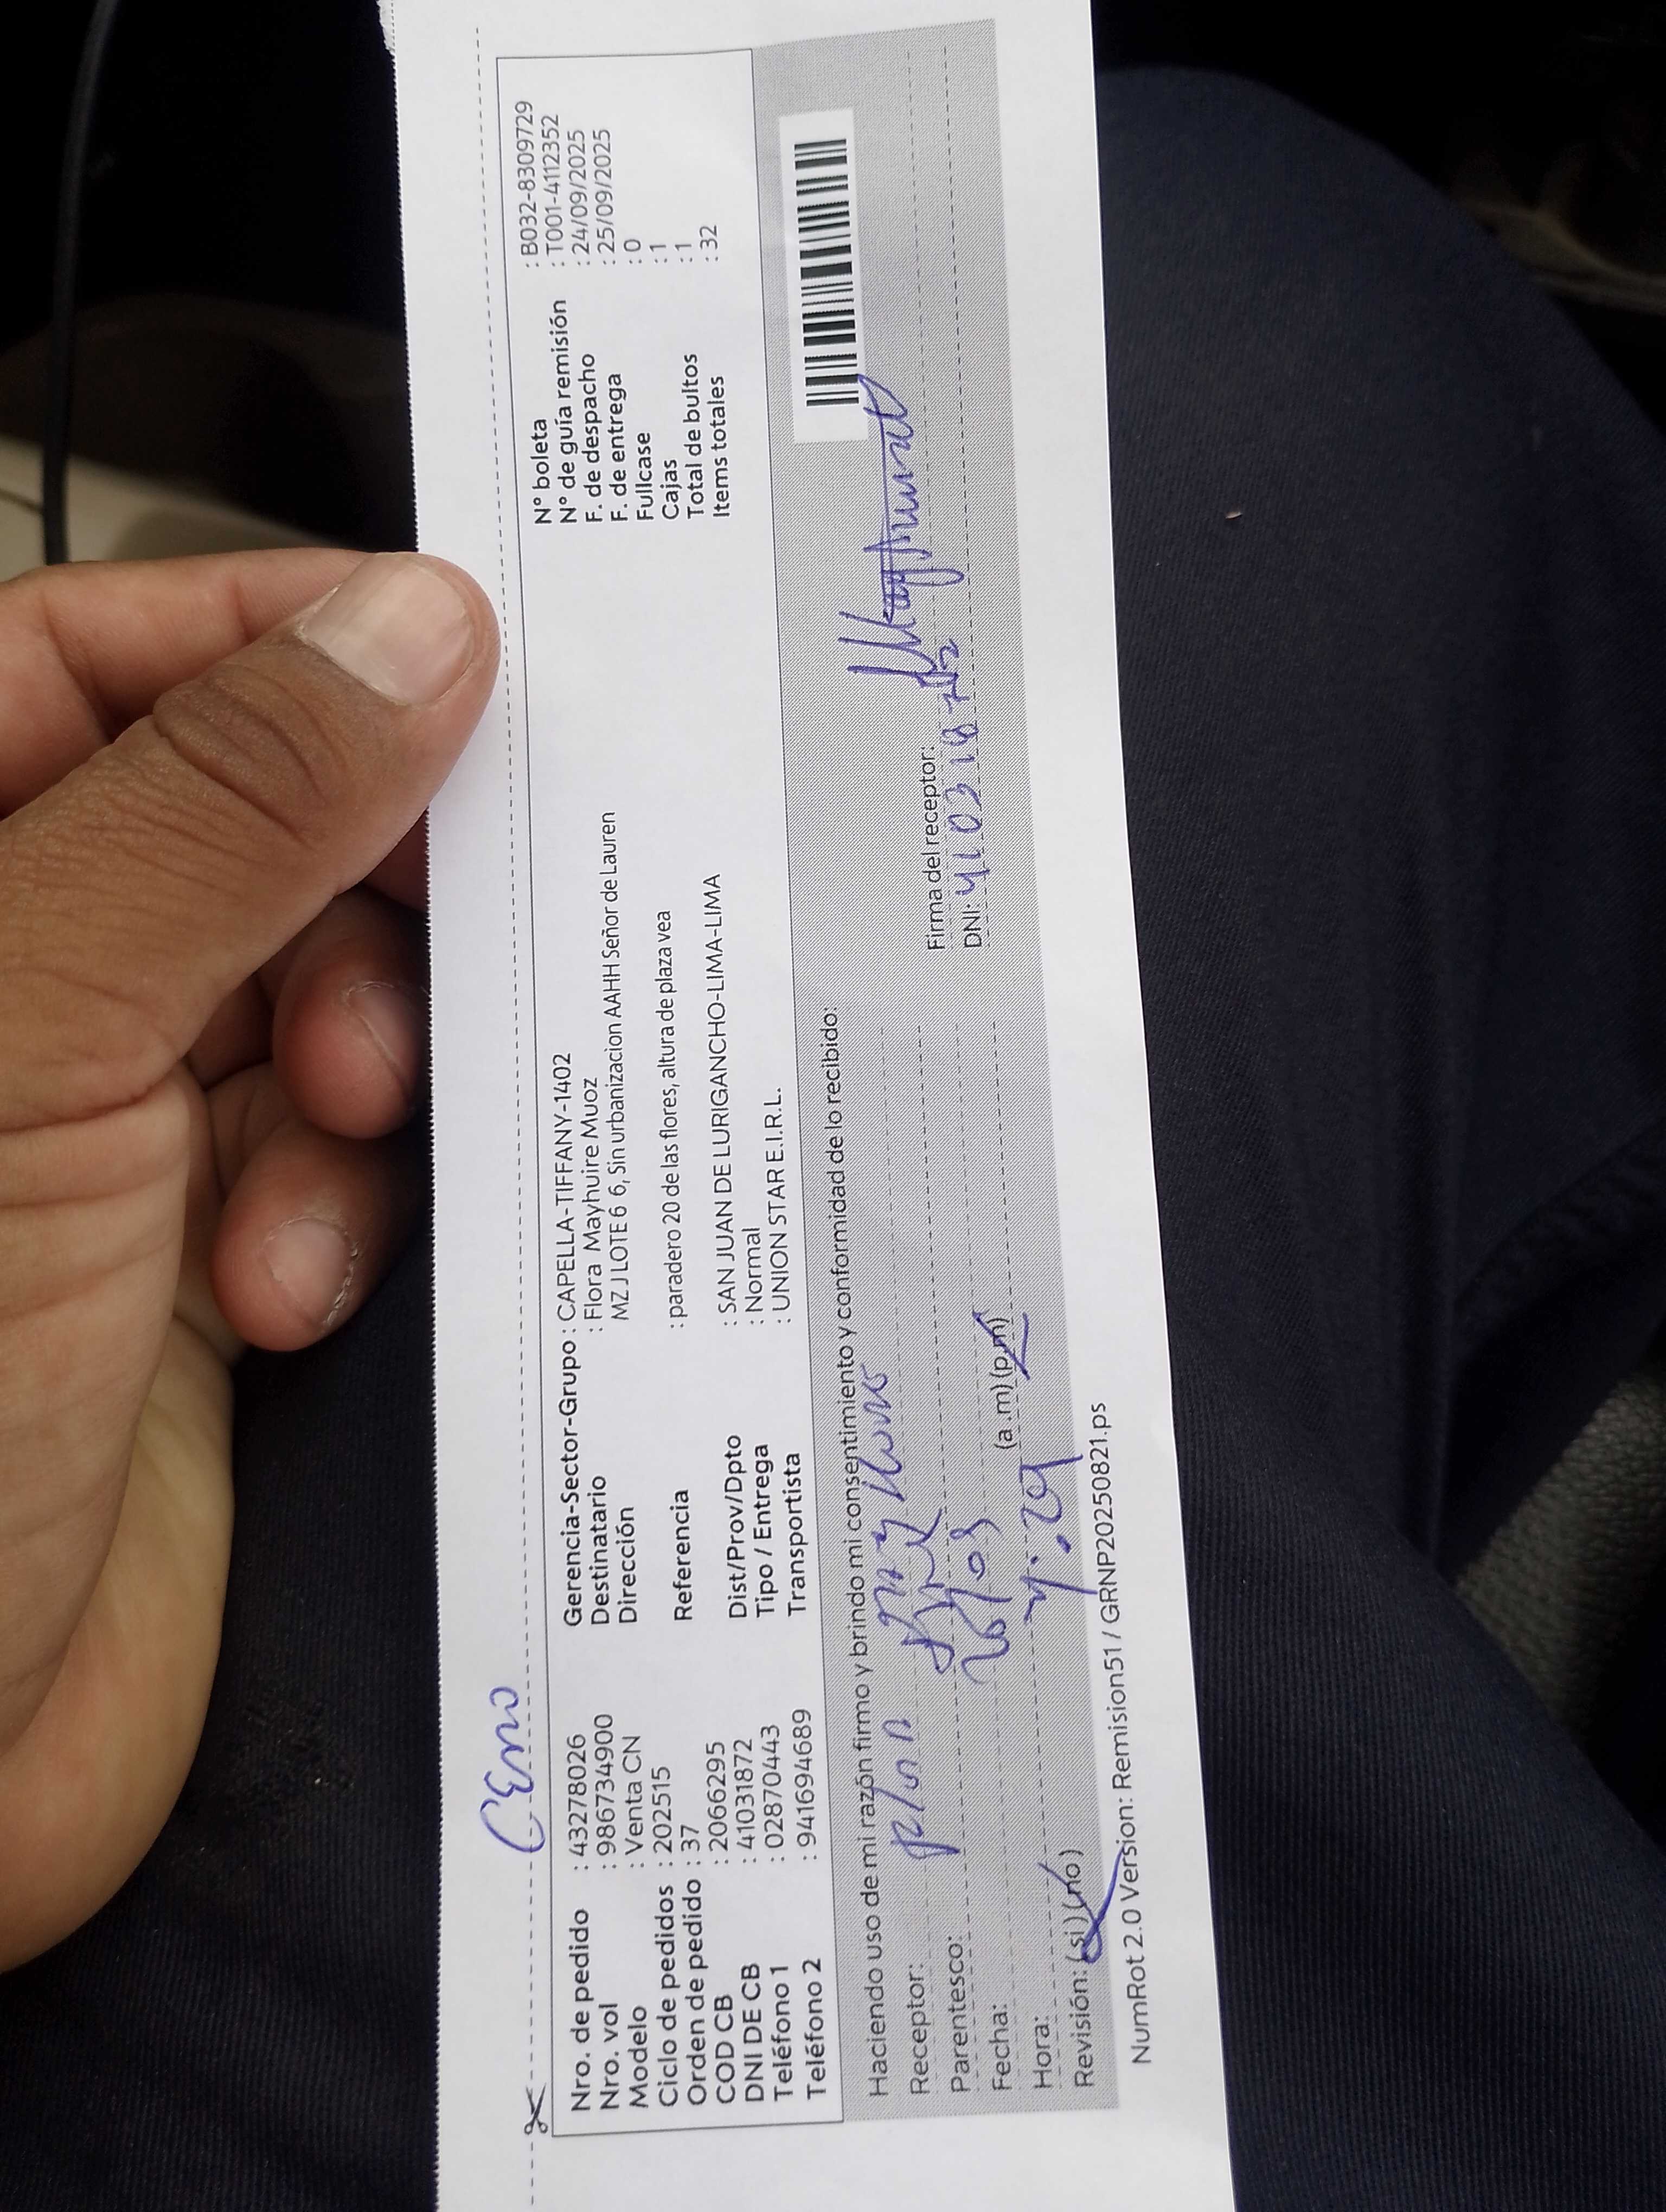 Nro. de pedido : 43278026
Nro. vol : 986734900
Modelo : Venta CN
Ciclo de pedidos : 202515
Orden de pedido : 37
COD CB : 2066295
DNI DE CB : 41031872
Teléfono 1 : 02870443
Teléfono 2 : 941694689
Gerencia-Sector-Grupo : CAPELLA-TIFFANY-1402
Destinatario : Flora Mayhuire Muoz
Dirección MZ J LOTE 6 6, Sin urbanizacion AAHH Señor de Lauren
Referencia : paradero 20 de las flores, altura de plaza vea
Dist/Prov/Dpto : SAN JUAN DE LURIGANCHO-LIMA-LIMA
Tipo / Entrega : Normal
Transportista : UNION STAR E.I.R.L.
N° boleta : B032-8309729
N° de guía remisión : T001-4112352
F. de despacho : 24/09/2025
F. de entrega : 25/09/2025
Fullcase : 0
Cajas : 1
Total de bultos : 1
Items totales : 32
Haciendo uso de mi razón firmo y brindo mi consentimiento y conformidad de lo recibido:
Receptor:
Parentesco:
Fecha:
Hora: (a .m) (p.m)
Revisión: (si) (no)
Firma del receptor:
DNI: 41031872
NumRot 2.0 Version: Remision51 / GRNP20250821.ps